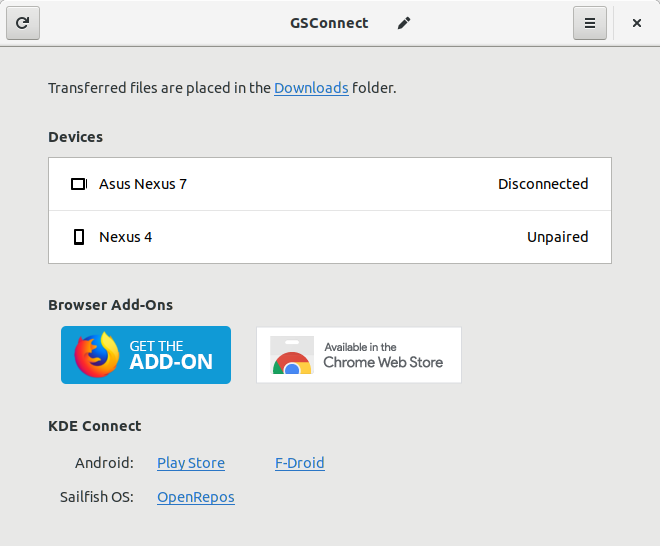 GSConnect
Transferred files are placed in the Downloads folder.
Devices
Asus Nexus 7 Disconnected
Nexus 4 Unpaired
Browser Add-Ons
GET THE
ADD-ON
Available in the
Chrome Web Store
KDE Connect
Android: Play Store F-Droid
Sailfish OS: OpenRepos